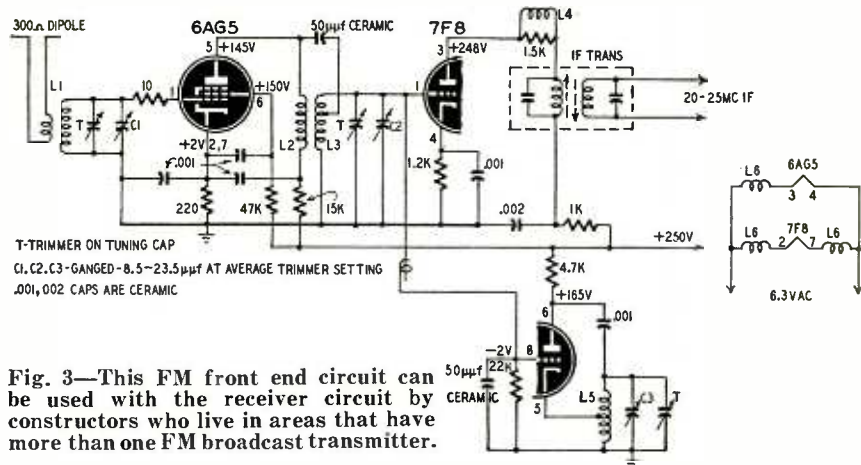 300Ω DIPOLE
6AG5
50μμf CERAMIC
7F8
L4
5
+145V
3
+248V
1.5K
IF TRANS
L1
10
1
+150V
6
1
20-25MC IF
T
C1
L2
L3
T
C2
4
+2V
2,7
.001
1.2K
.001
220
47K
15K
.002
1K
+250V
T-TRIMMER ON TUNING CAP
C1,C2,C3-GANGED-8.5~23.5μμf AT AVERAGE TRIMMER SETTING
.001,002 CAPS ARE CERAMIC
4.7K
+165V
6
.001
-2V
8
22K
50μμf
CERAMIC
5
L5
C3
T
6AG5
L6
3 4
7F8
L6
2 7
L6
6.3VAC
Fig. 3—This FM front end circuit can
be used with the receiver circuit by
constructors who live in areas that have
more than one FM broadcast transmitter.